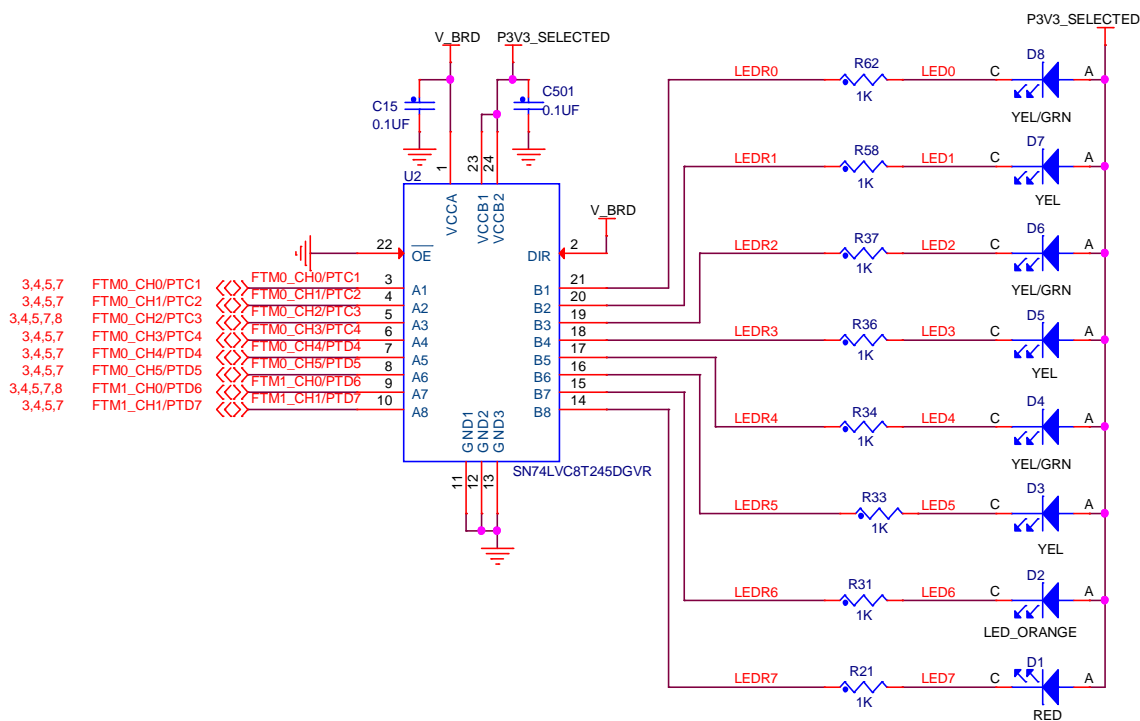 P3V3_SELECTED
V_BRD P3V3_SELECTED
C15
0.1UF
C501
0.1UF
1
23
24
U2
VCCA
VCCB1
VCCB2
V_BRD
22 OE
DIR 2
3,4,5,7 FTM0_CH0/PTC1 FTM0_CH0/PTC1 3 A1
3,4,5,7 FTM0_CH1/PTC2 FTM0_CH1/PTC2 4 A2
3,4,5,7,8 FTM0_CH2/PTC3 FTM0_CH2/PTC3 5 A3
3,4,5,7 FTM0_CH3/PTC4 FTM0_CH3/PTC4 6 A4
3,4,5,7 FTM0_CH4/PTD4 FTM0_CH4/PTD4 7 A5
3,4,5,7 FTM0_CH5/PTD5 FTM0_CH5/PTD5 8 A6
3,4,5,7,8 FTM1_CH0/PTD6 FTM1_CH0/PTD6 9 A7
3,4,5,7 FTM1_CH1/PTD7 FTM1_CH1/PTD7 10 A8
B1 21
B2 20
B3 19
B4 18
B5 17
B6 16
B7 15
B8 14
GND1
GND2
GND3
11
12
13
SN74LVC8T245DGVR
LEDR0 R62 1K LED0 C D8 A
YEL/GRN
LEDR1 R58 1K LED1 C D7 A
YEL
LEDR2 R37 1K LED2 C D6 A
YEL/GRN
LEDR3 R36 1K LED3 C D5 A
YEL
LEDR4 R34 1K LED4 C D4 A
YEL/GRN
LEDR5 R33 1K LED5 C D3 A
YEL
LEDR6 R31 1K LED6 C D2 A
LED_ORANGE
LEDR7 R21 1K LED7 C D1 A
RED